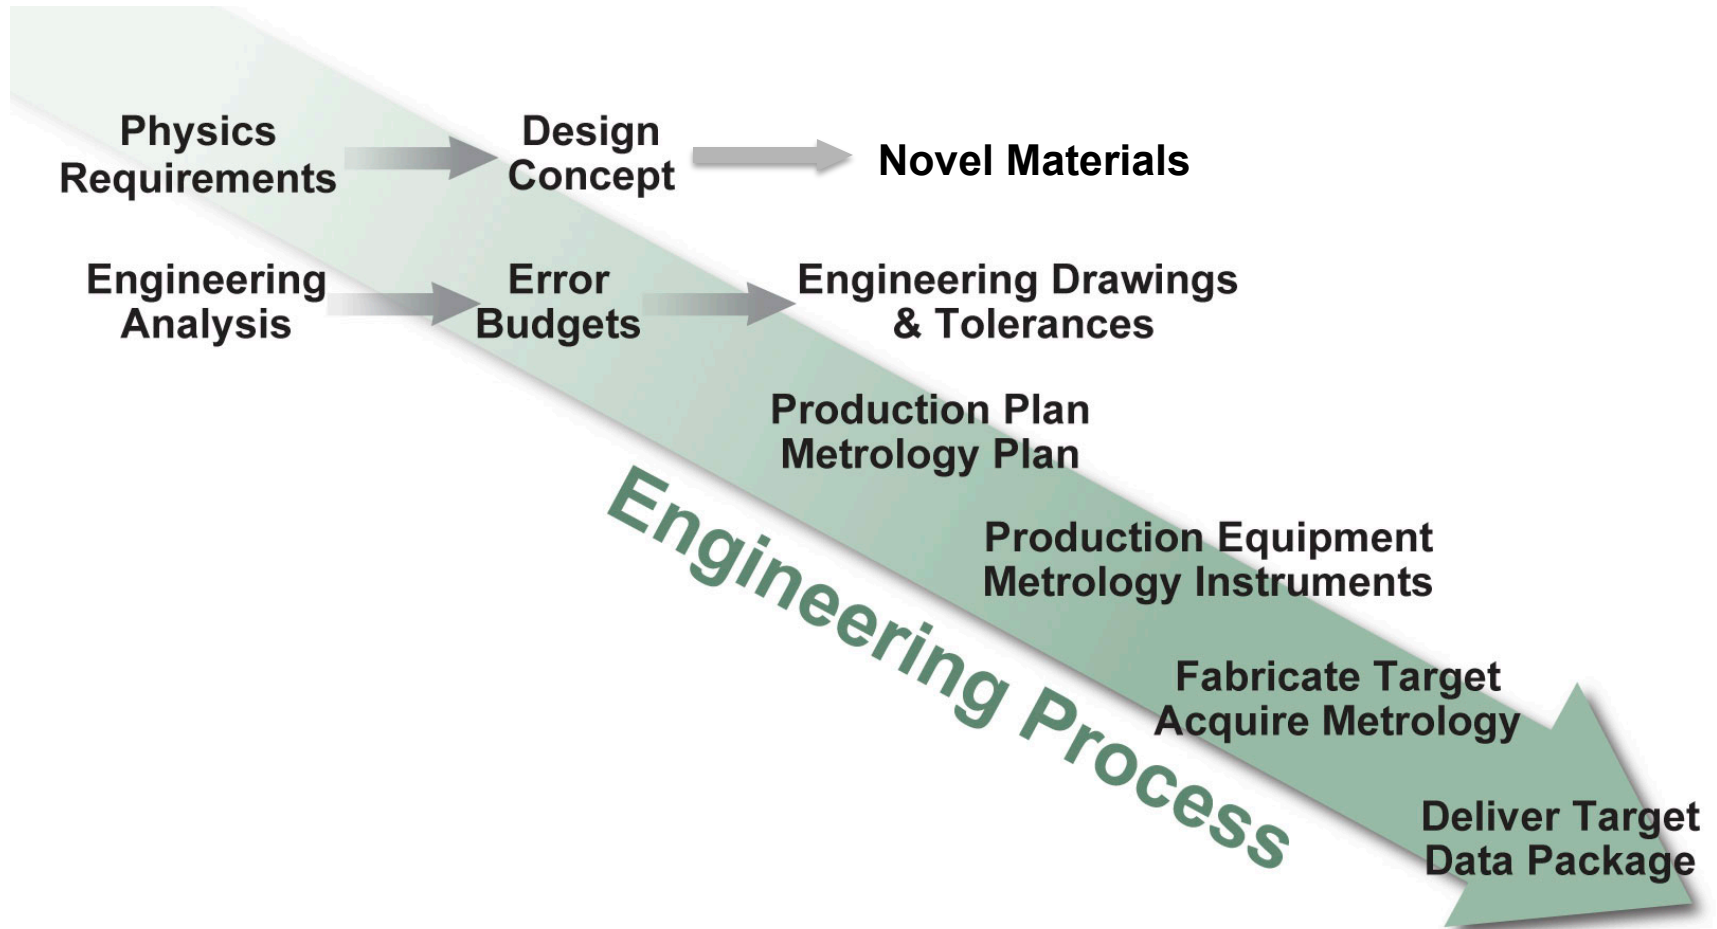 Physics
Requirements
Design
Concept
Novel Materials
Engineering
Analysis
Error
Budgets
Engineering Drawings
& Tolerances
Production Plan
Metrology Plan
Engineering Process
Production Equipment
Metrology Instruments
Fabricate Target
Acquire Metrology
Deliver Target
Data Package